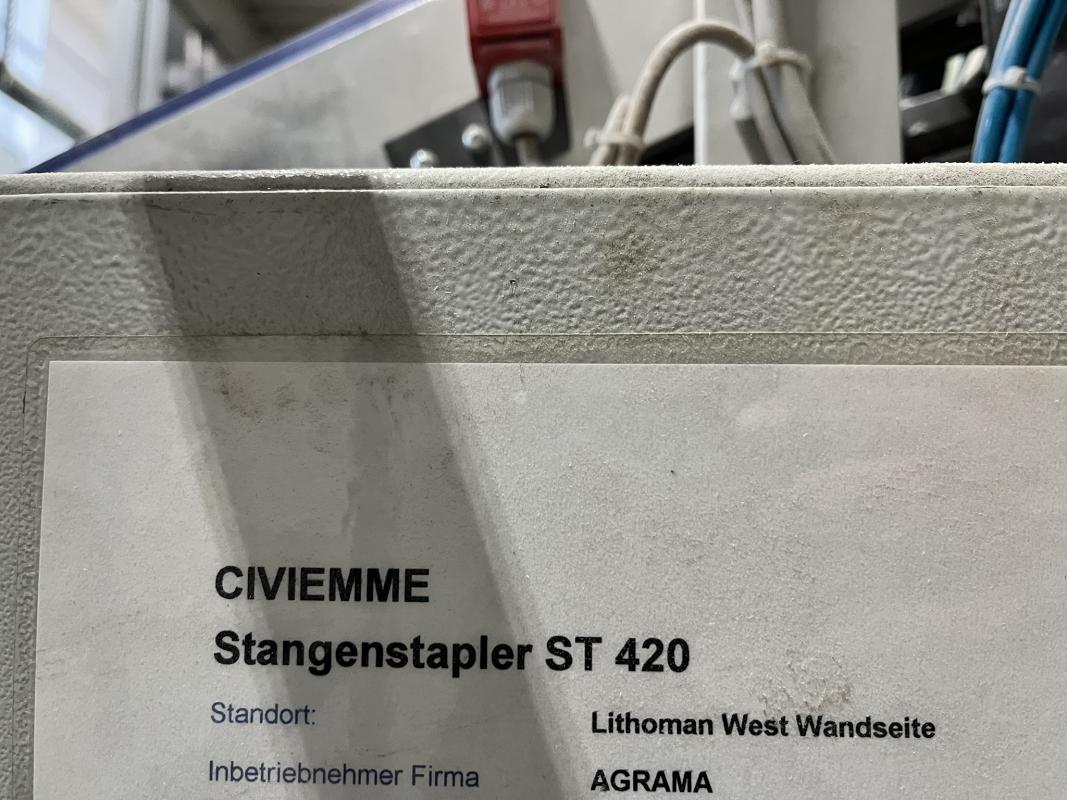 CIVIEMME
Stangenstapler ST 420
Standort: Lithoman West Wandseite
Inbetriebnehmer Firma AGRAMA